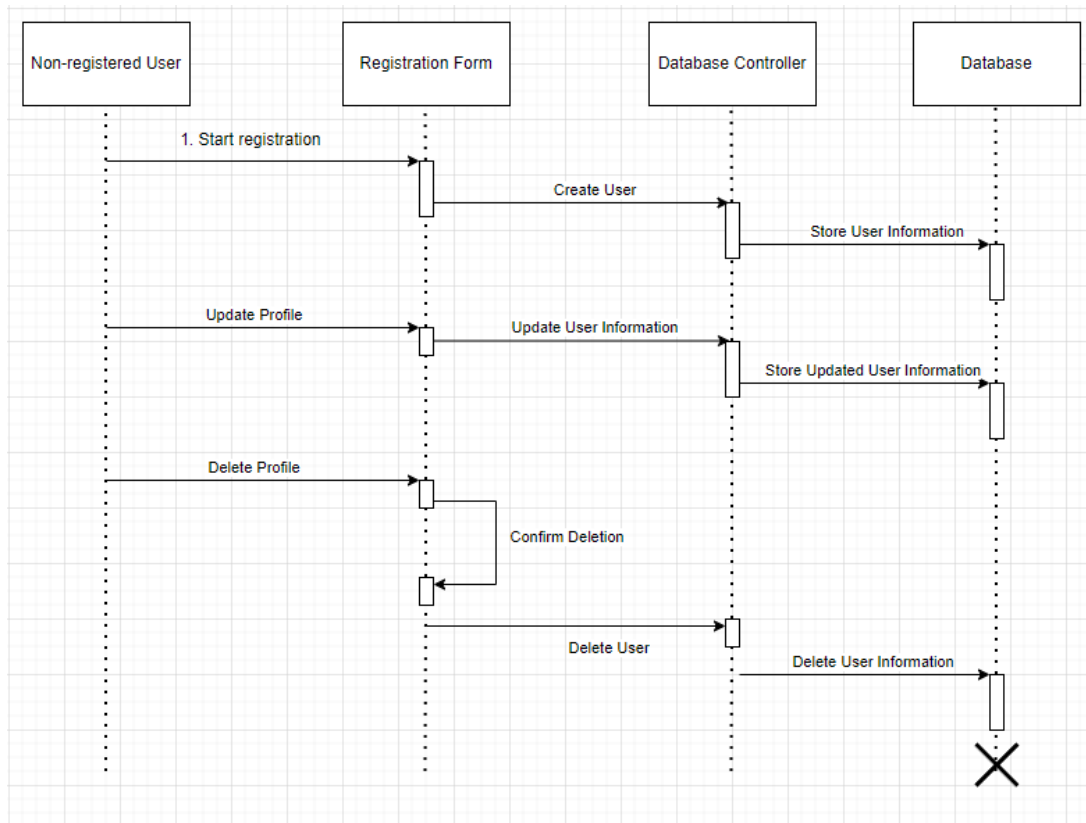 Non-registered User
Registration Form
Database Controller
Database
1. Start registration
Create User
Store User Information
Update Profile
Update User Information
Store Updated User Information
Delete Profile
Confirm Deletion
Delete User
Delete User Information